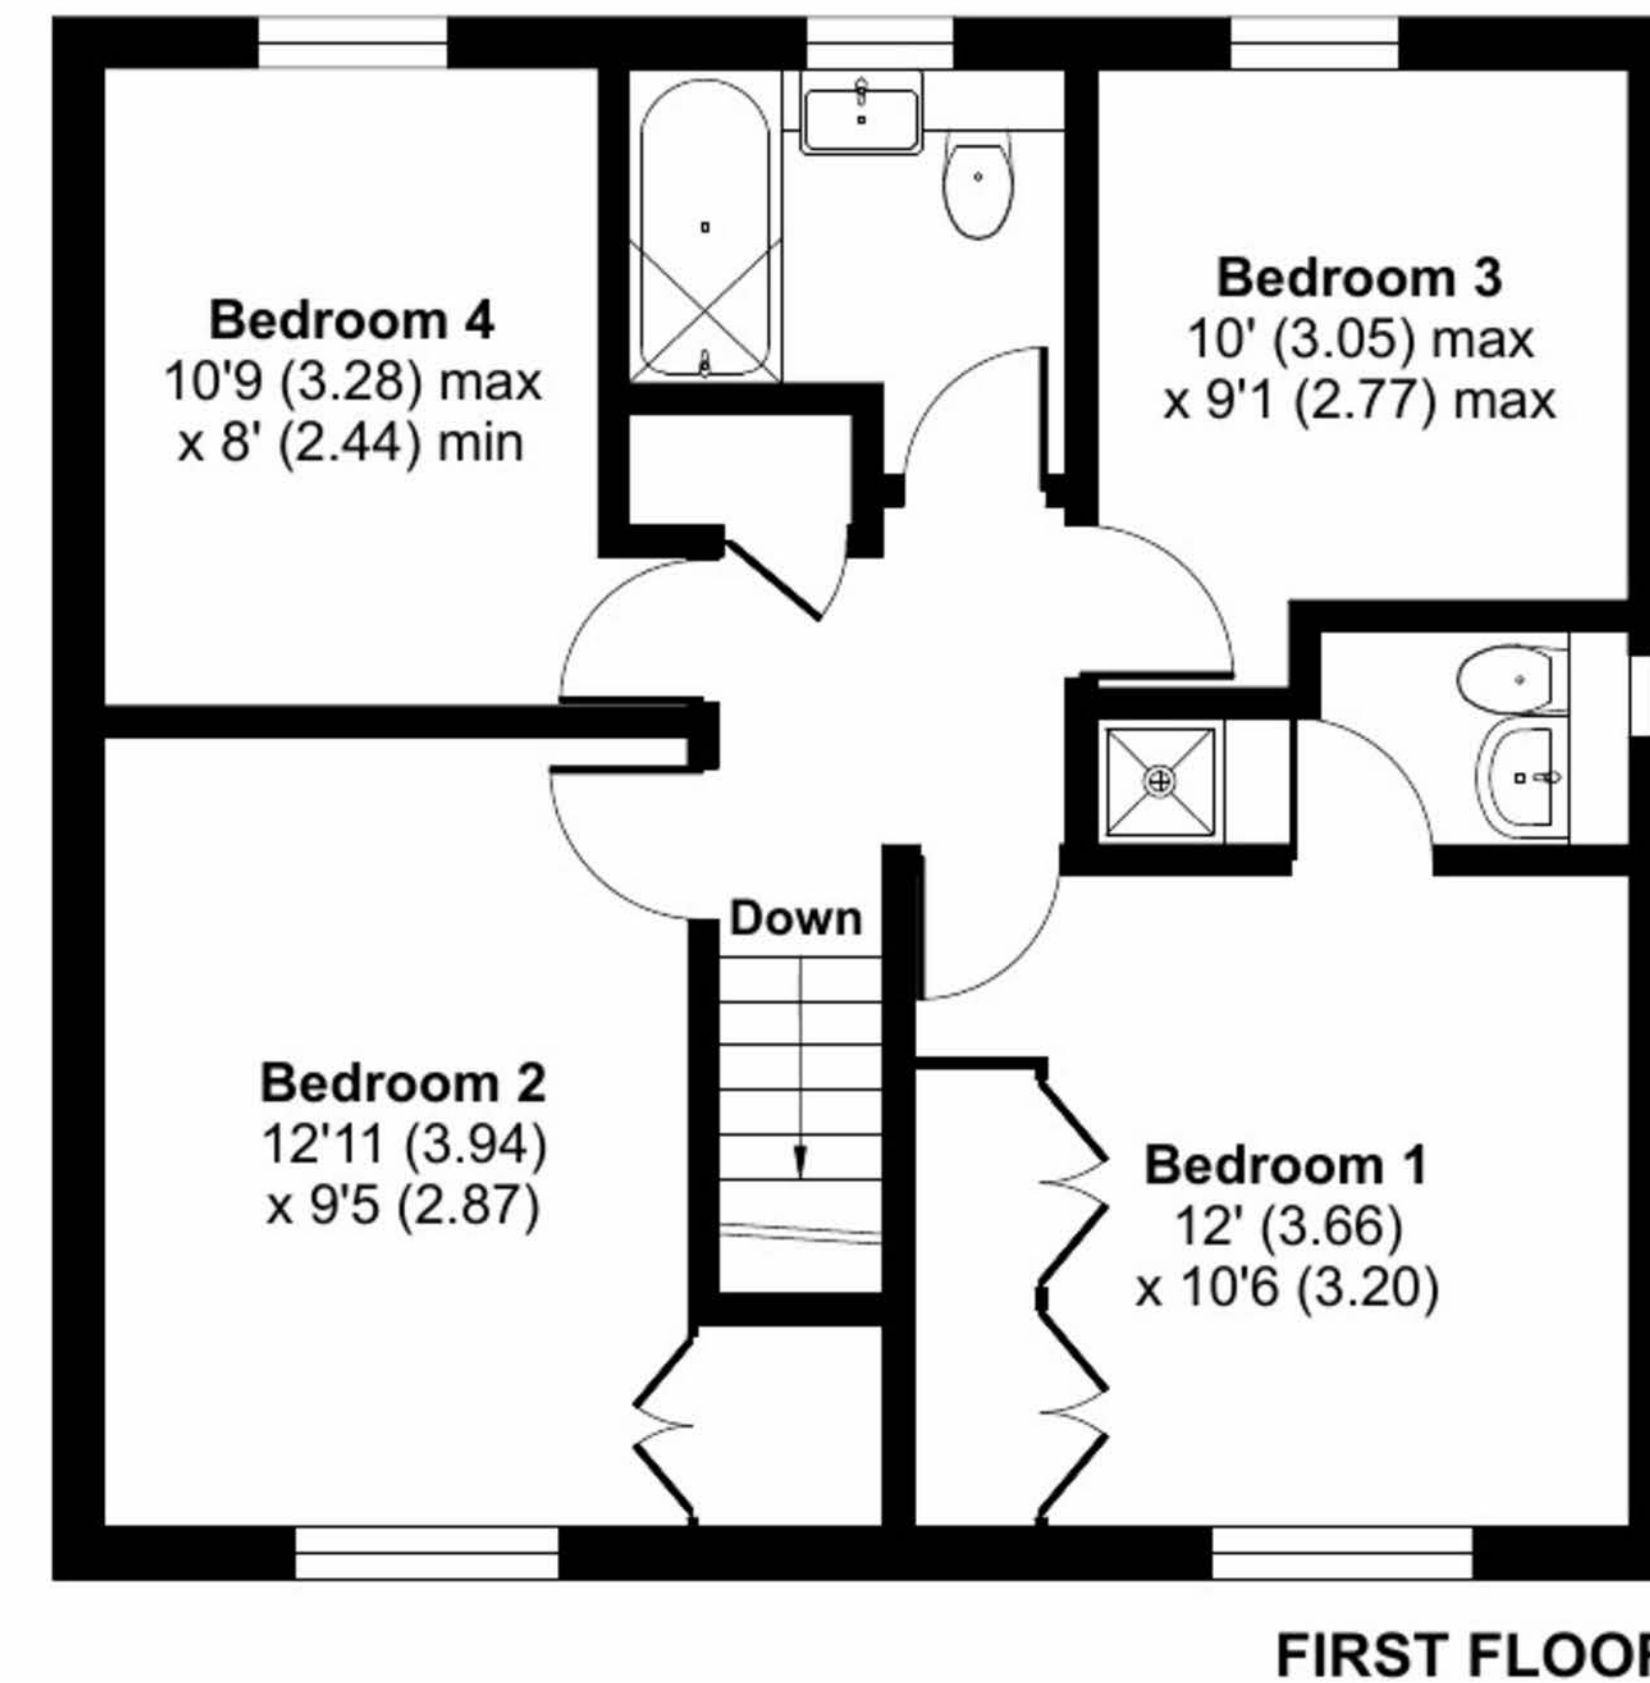 Bedroom 4
10'9 (3.28) max
x 8' (2.44) min
Bedroom 3
10' (3.05) max
x 9'1 (2.77) max
Down
Bedroom 2
12'11 (3.94)
x 9'5 (2.87)
Bedroom 1
12' (3.66)
x 10'6 (3.20)
FIRST FLOOR